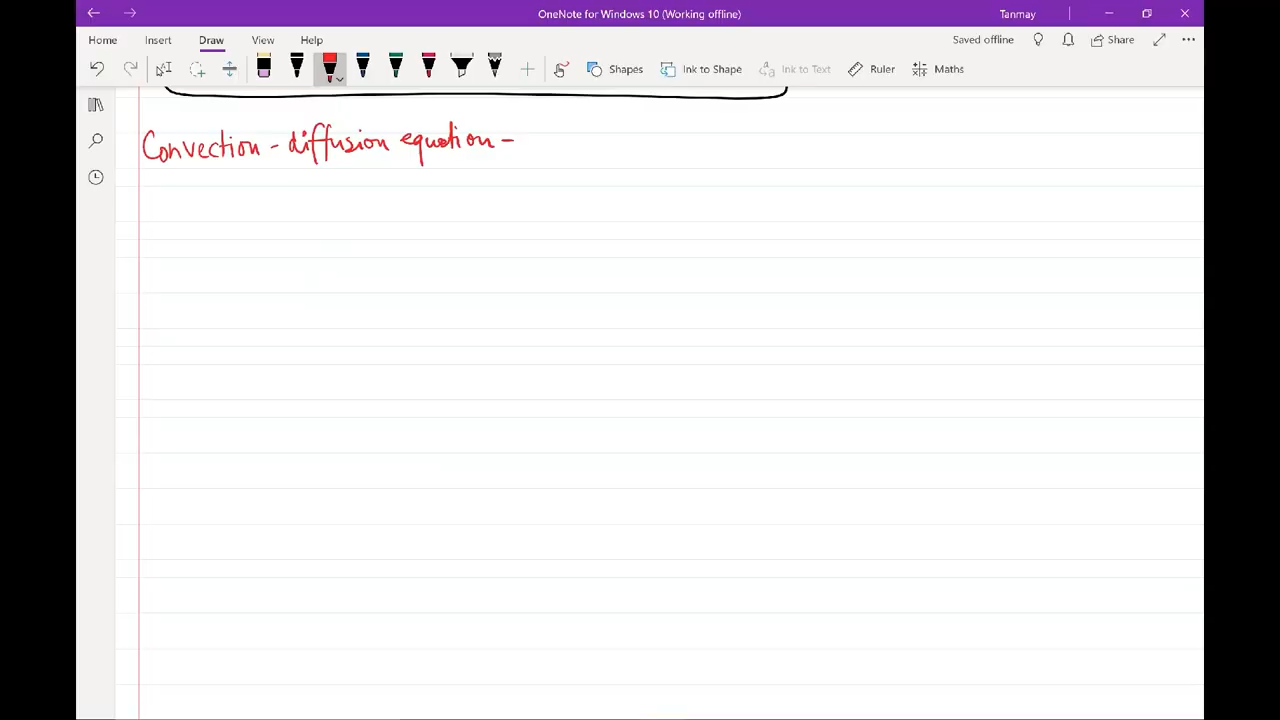 OneNote for Windows 10 (Working offline)
Tanmay
Home Insert Draw View Help
Saved offline Share
Shapes Ink to Shape Ink to Text Ruler Maths
Convection - diffusion equation -